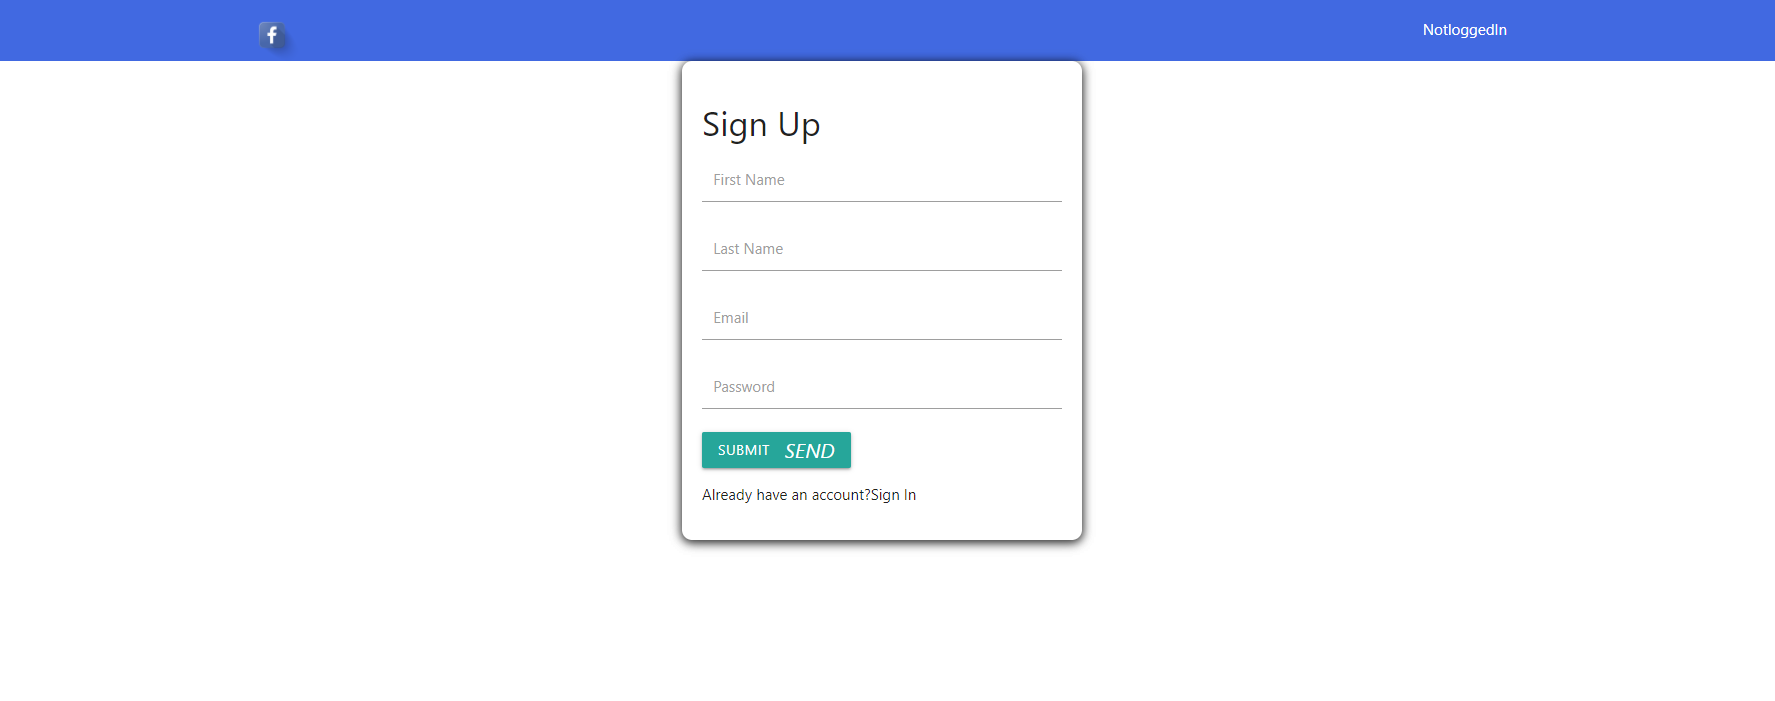 f
NotloggedIn
Sign Up
First Name
Last Name
Email
Password
SUBMIT SEND
Already have an account?Sign In